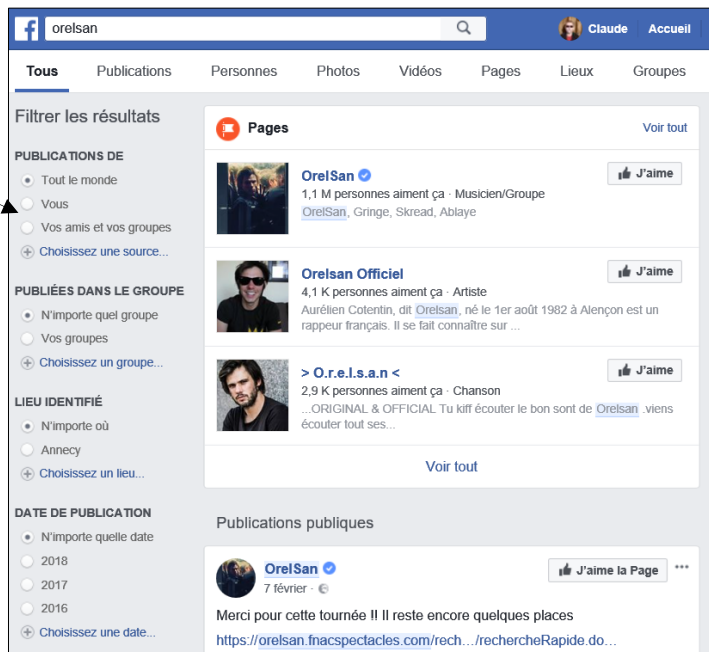 f orelsan Claude Accueil
Tous Publications Personnes Photos Vidéos Pages Lieux Groupes
Filtrer les résultats
PUBLICATIONS DE
Tout le monde
Vous
Vos amis et vos groupes
Choisissez une source...
PUBLIÉES DANS LE GROUPE
N'importe quel groupe
Vos groupes
Choisissez un groupe...
LIEU IDENTIFIÉ
N'importe où
Annecy
Choisissez un lieu...
DATE DE PUBLICATION
N'importe quelle date
2018
2017
2016
Choisissez une date...
Pages Voir tout
OrelSan J'aime
1,1 M personnes aiment ça · Musicien/Groupe
OrelSan, Gringe, Skread, Ablaye
Orelsan Officiel J'aime
4,1 K personnes aiment ça · Artiste
Aurélien Cotentin, dit Orelsan, né le 1er août 1982 à Alençon est un
rappeur français. Il se fait connaître sur ...
> O.r.e.l.s.a.n < J'aime
2,9 K personnes aiment ça · Chanson
...ORIGINAL & OFFICIAL Tu kiff écouter le bon sont de Orelsan .viens
écouter tout ses...
Voir tout
Publications publiques
OrelSan J'aime la Page ...
7 février ·
Merci pour cette tournée !! Il reste encore quelques places
https://orelsan.fnacspectacles.com/rech…/rechercheRapide.do…